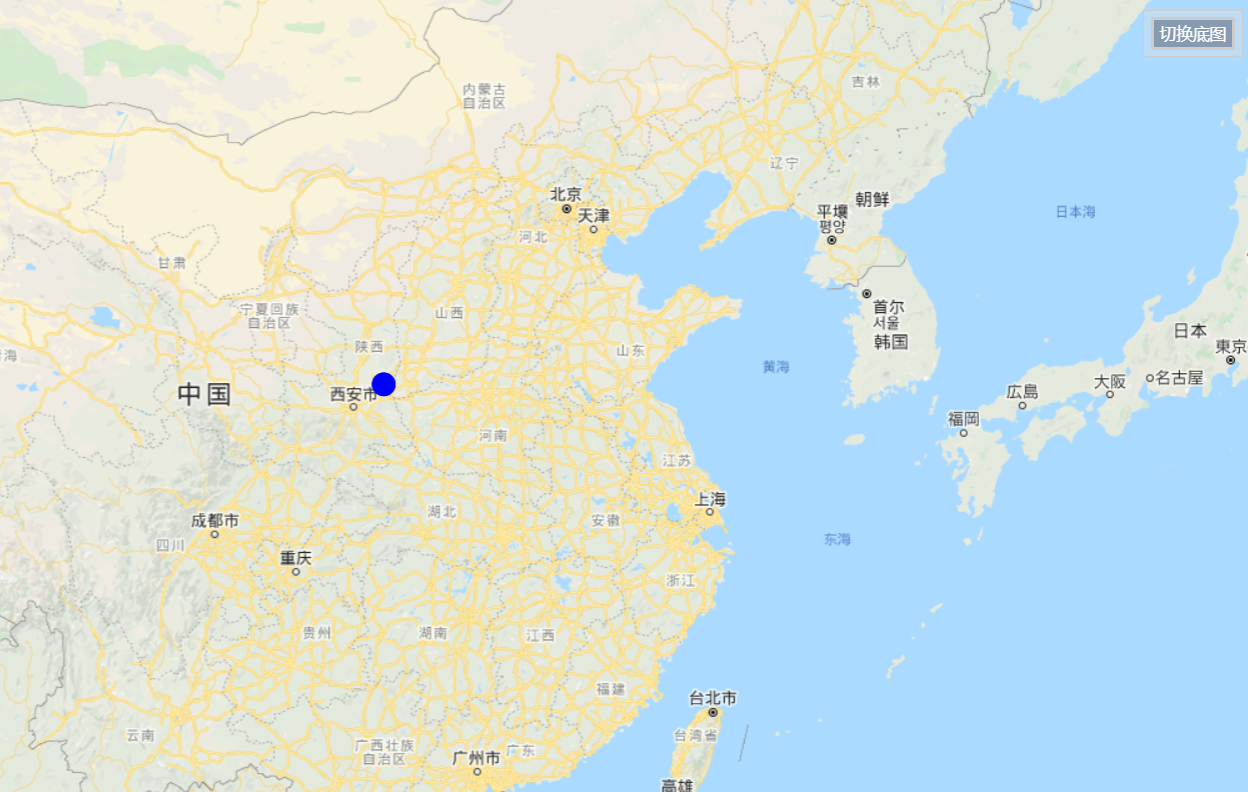 切换底图
吉林
内蒙古
自治区
辽宁
北京
天津
朝鲜
平壤
평양
日本海
河北
甘肃
宁夏回族
自治区
山西
首尔
서울
韩国
日本
東京
陕西
山东
黄海
青海
中国
西安市
広島
大阪
名古屋
福岡
河南
江苏
上海
湖北
安徽
成都市
四川
东海
重庆
浙江
贵州
湖南
江西
福建
台北市
台湾省
云南
广西壮族
自治区
广州市
广东
高雄